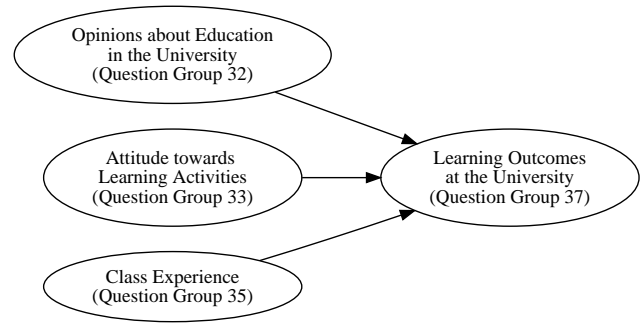 Opinions about Education
in the University
(Question Group 32)
Attitude towards
Learning Activities
(Question Group 33)
Learning Outcomes
at the University
(Question Group 37)
Class Experience
(Question Group 35)